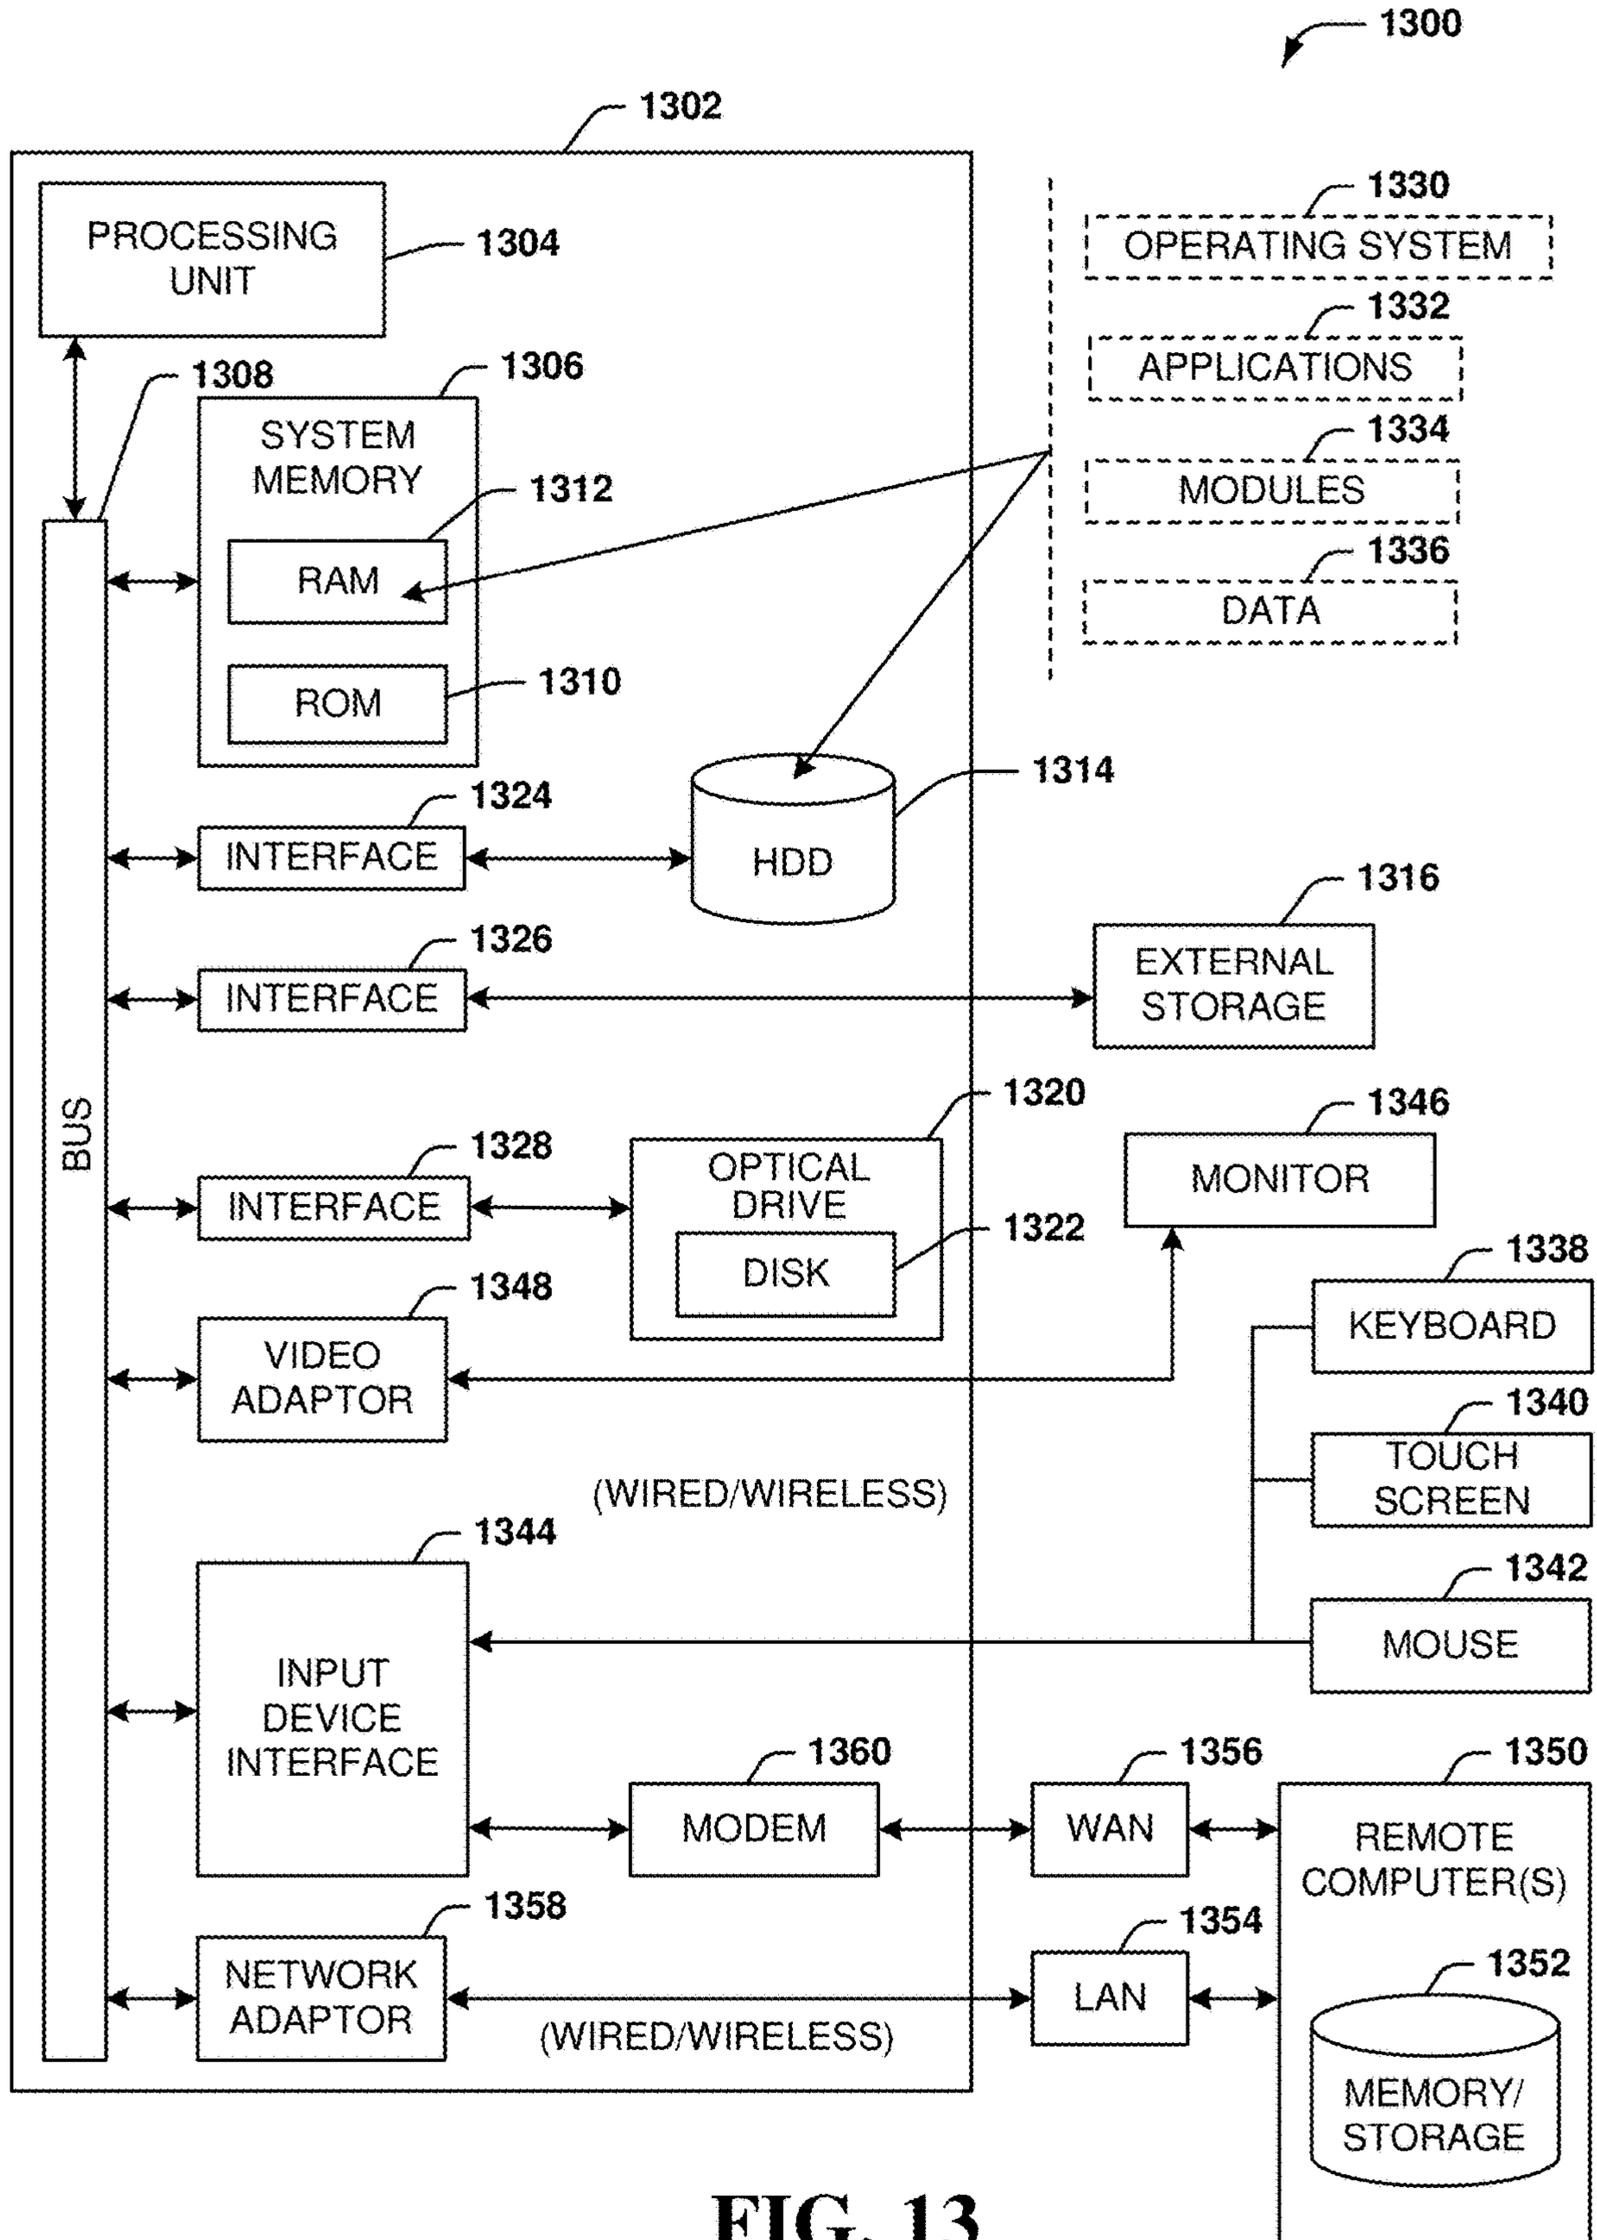 1300
1302
PROCESSING
UNIT
1304
1330
OPERATING SYSTEM
1332
APPLICATIONS
1334
MODULES
1336
DATA
1308
1306
SYSTEM
MEMORY
1312
RAM
1310
ROM
1314
HDD
1324
INTERFACE
1316
EXTERNAL
STORAGE
1326
INTERFACE
BUS
1320
OPTICAL
DRIVE
1322
DISK
1328
INTERFACE
1346
MONITOR
1348
VIDEO
ADAPTOR
1338
KEYBOARD
1340
TOUCH
SCREEN
(WIRED/WIRELESS)
1342
MOUSE
1344
INPUT
DEVICE
INTERFACE
1360
MODEM
1356
WAN
1350
REMOTE
COMPUTER(S)
1358
NETWORK
ADAPTOR
(WIRED/WIRELESS)
1354
LAN
1352
MEMORY/
STORAGE
FIG. 13